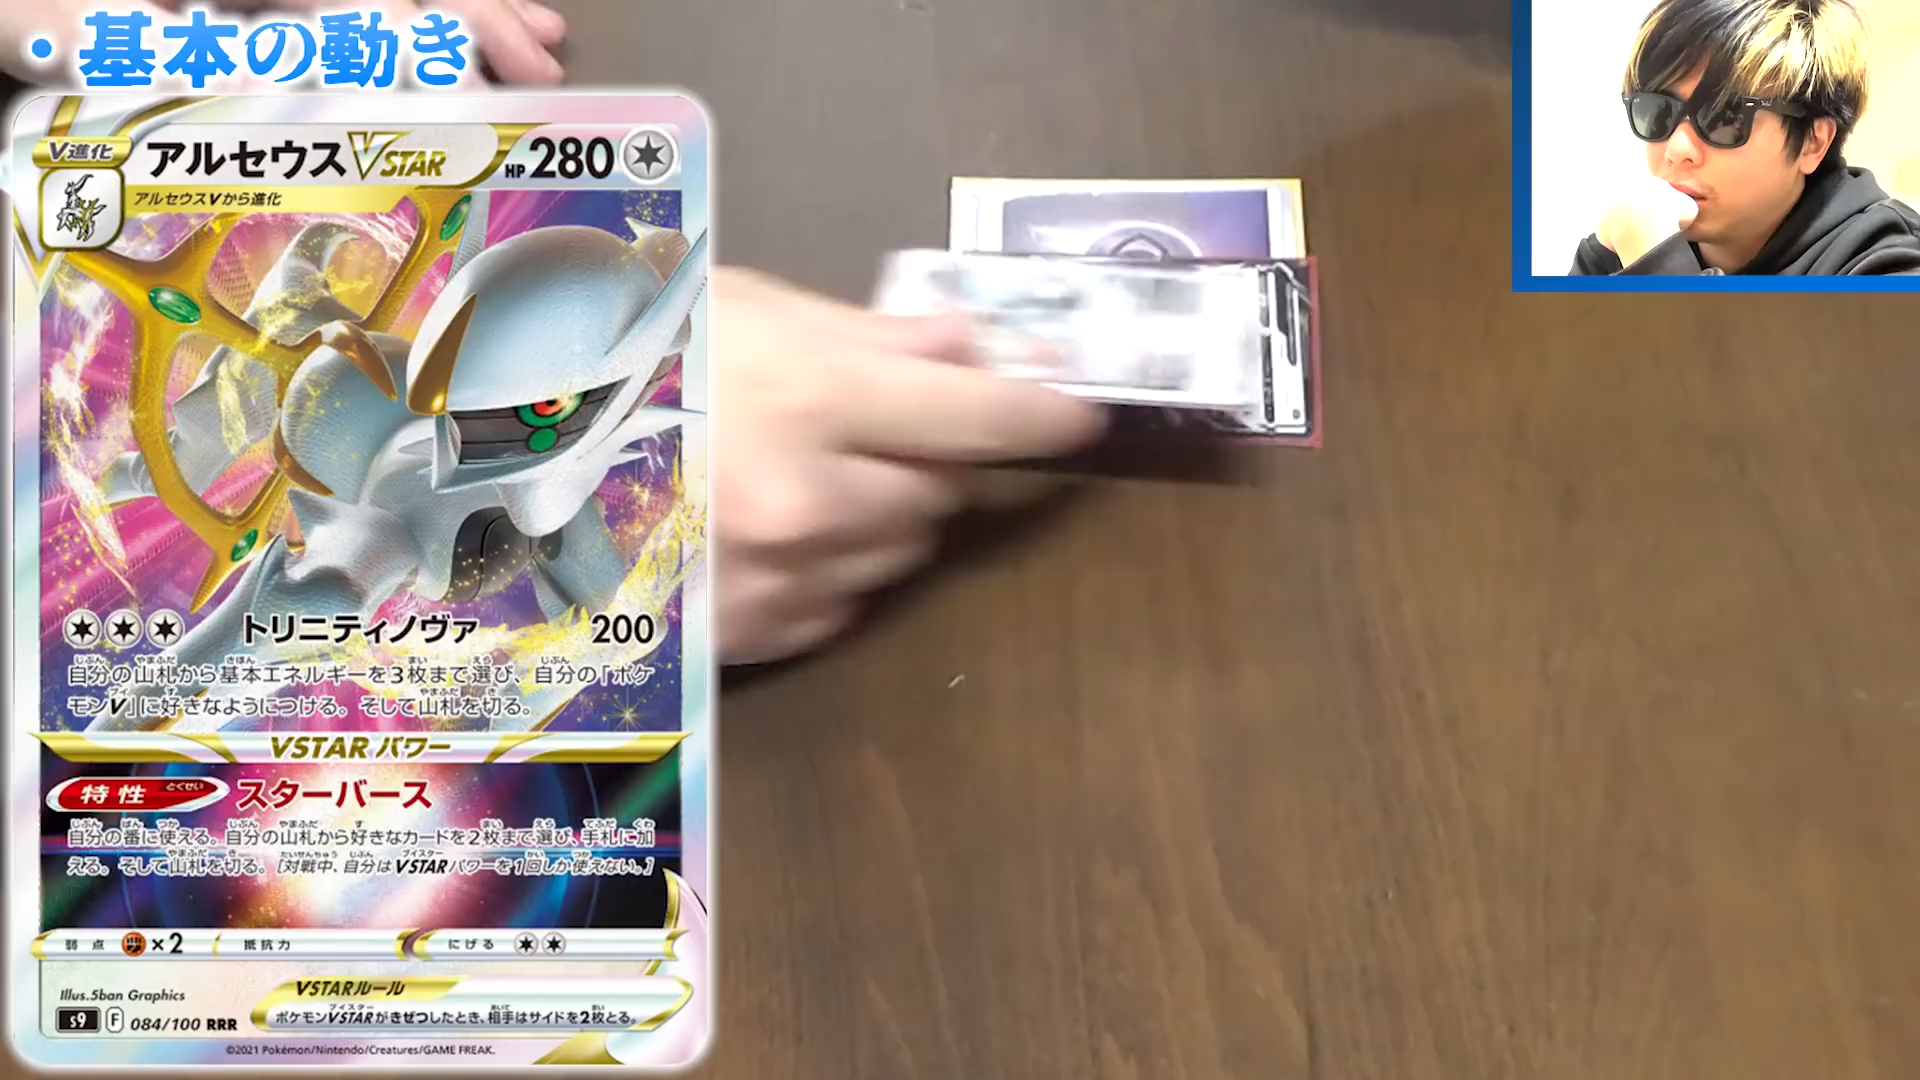 ・基本の動き
V進化
アルセウスVSTAR HP280
アルセウスVから進化
トリニティノヴァ 200
自分の山札から基本エネルギーを3枚まで選び、自分の「ポケ
モンV」に好きなようにつける。そして山札を切る。
VSTARパワー
特性 スターバース
自分の番に使える。自分の山札から好きなカードを2枚まで選び、手札に加
える。そして山札を切る。[対戦中、自分はVSTARパワーを1回しか使えない。]
弱点 ×2 抵抗力 にげる
Illus.5ban Graphics
VSTARルール
ポケモンVSTARがきぜつしたとき、相手はサイドを2枚とる。
s9 F 084/100 RRR
©2021 Pokémon/Nintendo/Creatures/GAME FREAK.